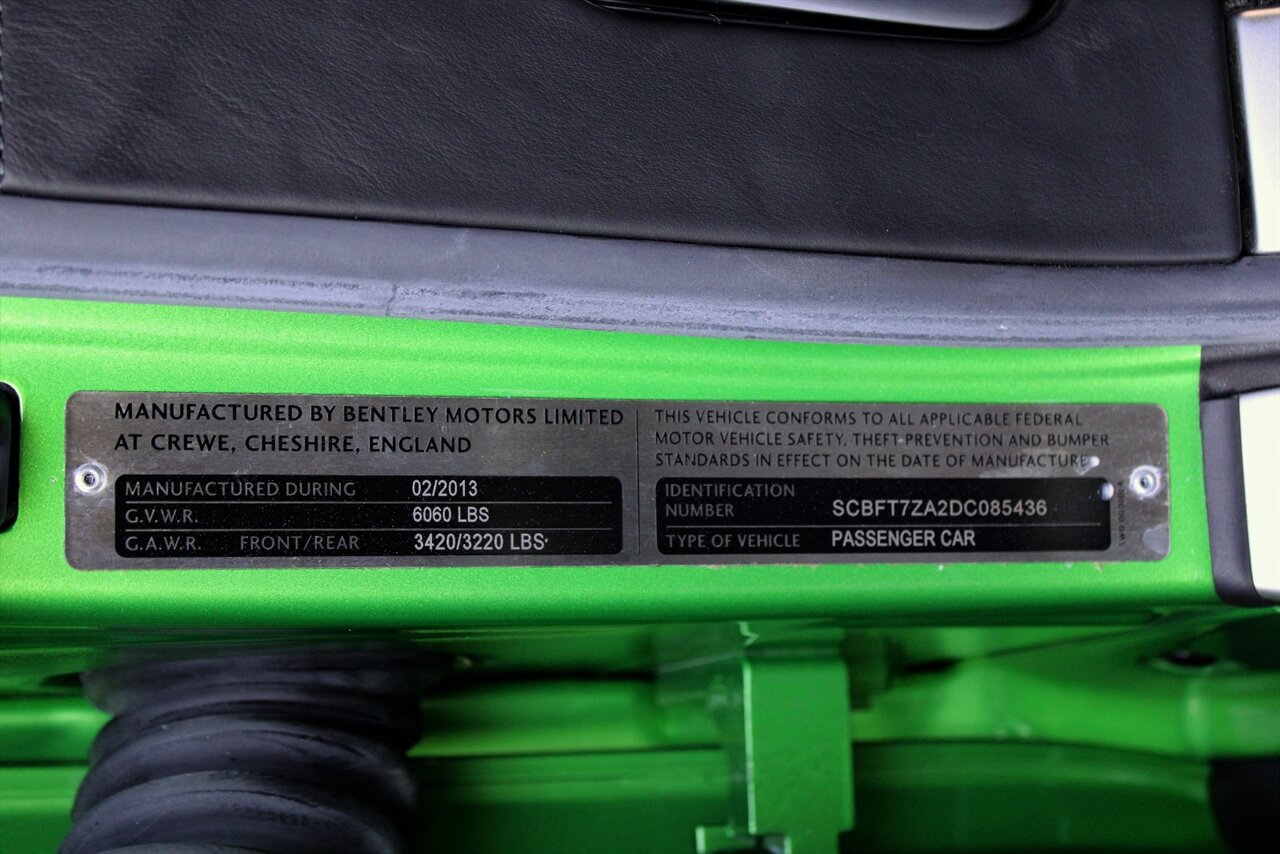 MANUFACTURED BY BENTLEY MOTORS LIMITED
AT CREWE, CHESHIRE, ENGLAND
MANUFACTURED DURING 02/2013
G.V.W.R. 6060 LBS
G.A.W.R. FRONT/REAR 3420/3220 LBS
THIS VEHICLE CONFORMS TO ALL APPLICABLE FEDERAL
MOTOR VEHICLE SAFETY, THEFT PREVENTION AND BUMPER
STANDARDS IN EFFECT ON THE DATE OF MANUFACTURE
IDENTIFICATION
NUMBER SCBFT7ZA2DC085436
TYPE OF VEHICLE PASSENGER CAR